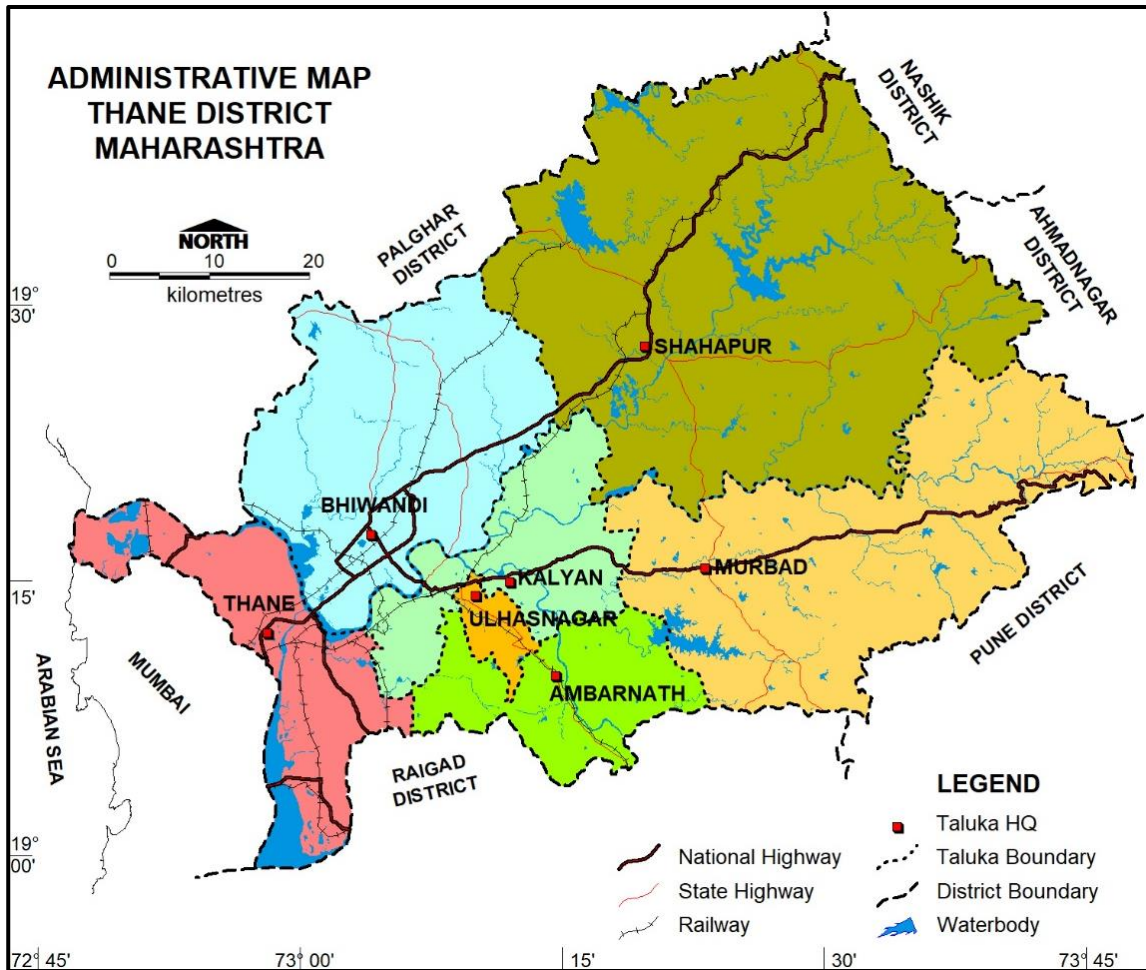 ADMINISTRATIVE MAP
THANE DISTRICT
MAHARASHTRA
NORTH
0 10 20
kilometres
NASHIK
DISTRICT
AHMADNAGAR
DISTRICT
PALGHAR
DISTRICT
19°
30'
SHAHAPUR
BHIWANDI
MURBAD
KALYAN
15'
THANE
ULHASNAGAR
PUNE DISTRICT
AMBARNATH
MUMBAI
ARABIAN SEA
RAIGAD
DISTRICT
LEGEND
Taluka HQ
National Highway
Taluka Boundary
State Highway
District Boundary
Railway
Waterbody
19°
00'
72° 45' 73° 00' 15' 30' 73° 45'